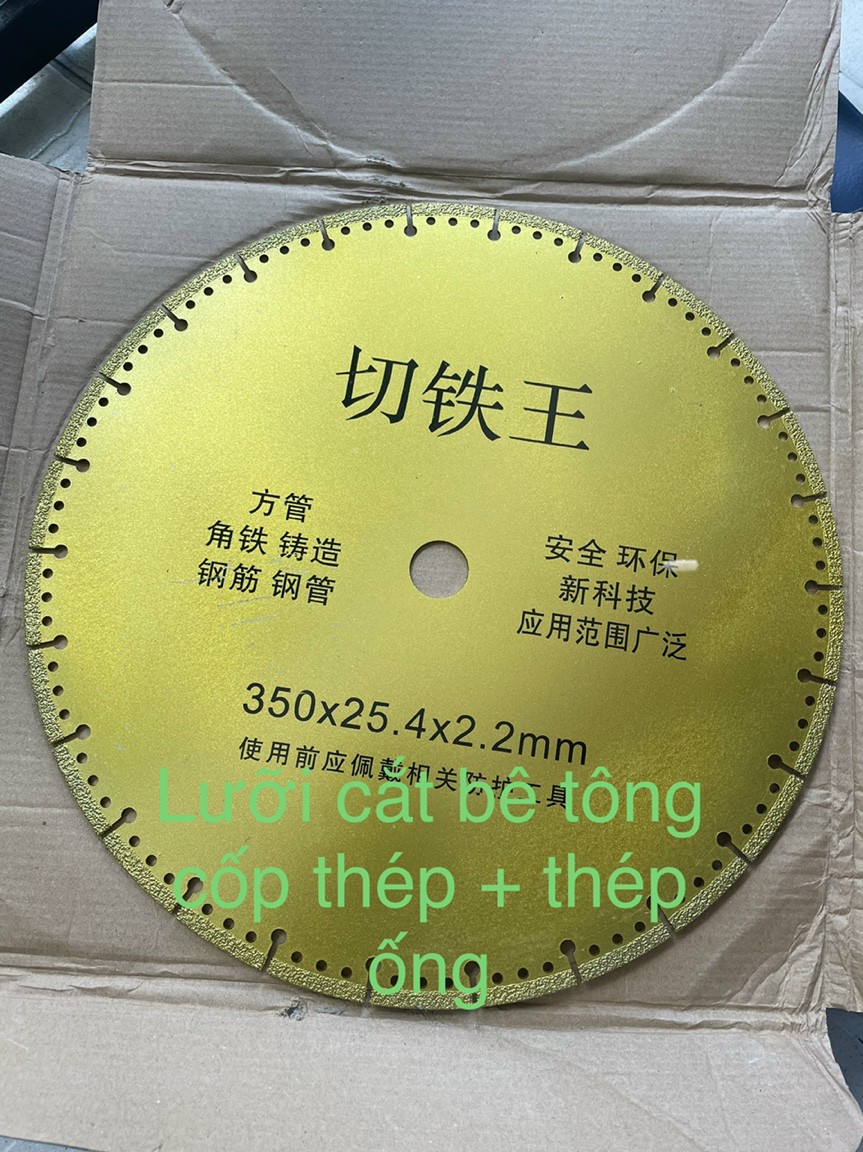 切铁王
方管
角铁 铸造
钢筋 钢管
安全 环保
新科技
应用范围广泛
350x25.4x2.2mm
使用前应佩戴相关防护工具
Lưỡi cắt bê tông
cốp thép + thép
ống